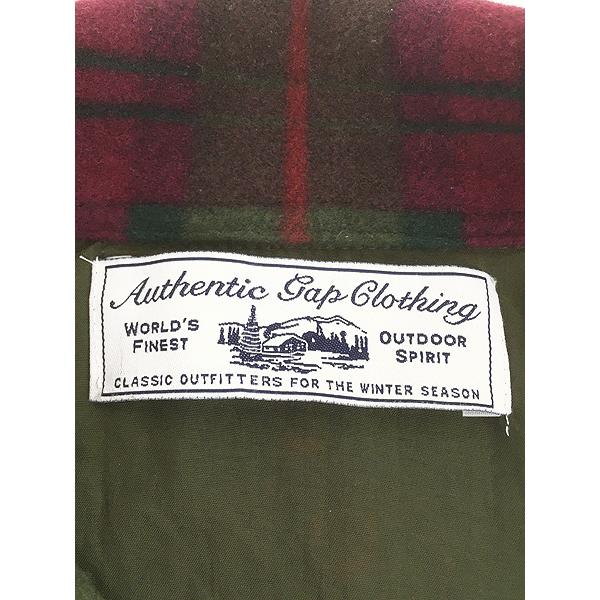 Authentic Gap Clothing
WORLD'S
FINEST
OUTDOOR
SPIRIT
CLASSIC OUTFITTERS FOR THE WINTER SEASON